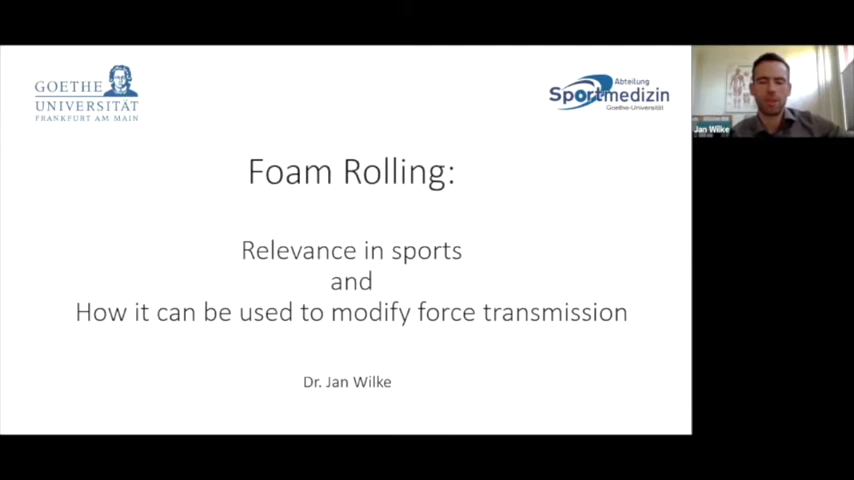 GOETHE
UNIVERSITÄT
FRANKFURT AM MAIN
Abteilung
Sportmedizin
Goethe-Universität
Jan Wilke
Foam Rolling:
Relevance in sports
and
How it can be used to modify force transmission
Dr. Jan Wilke